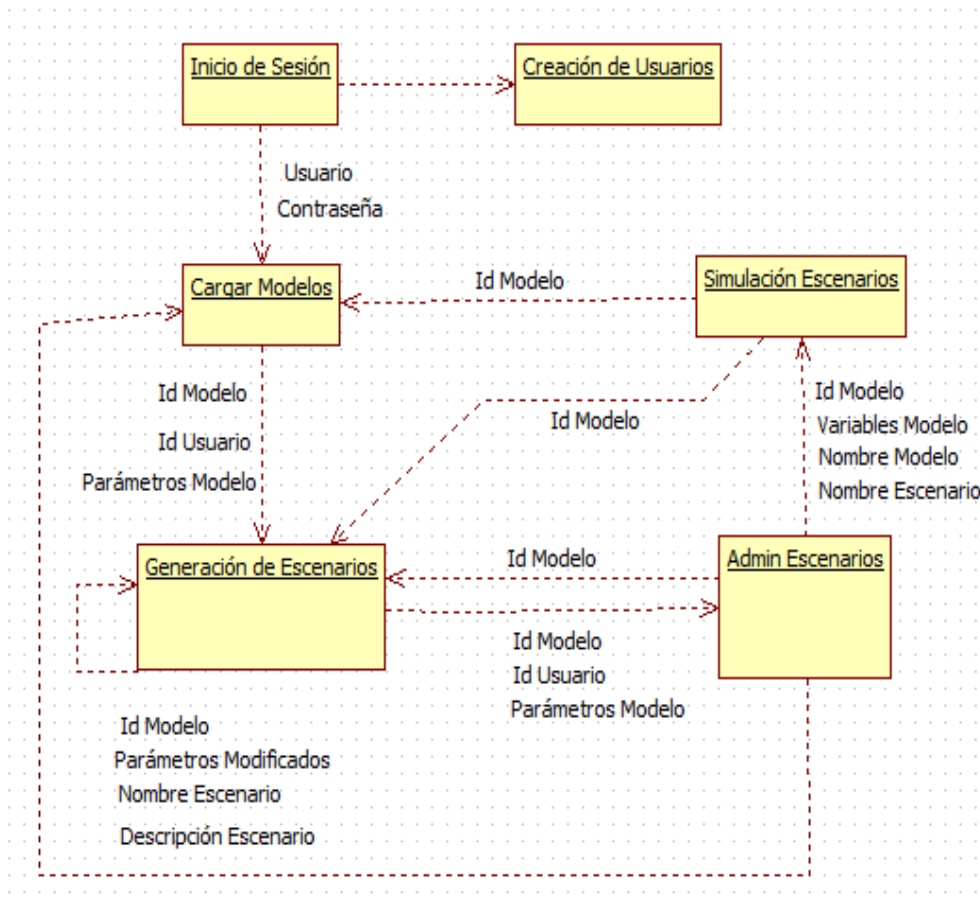 Inicio de Sesión
Creación de Usuarios
Usuario
Contraseña
Cargar Modelos
Id Modelo
Simulación Escenarios
Id Modelo
Id Usuario
Parámetros Modelo
Id Modelo
Id Modelo
Variables Modelo
Nombre Modelo
Nombre Escenario
Generación de Escenarios
Id Modelo
Admin Escenarios
Id Modelo
Id Usuario
Parámetros Modelo
Id Modelo
Parámetros Modificados
Nombre Escenario
Descripción Escenario